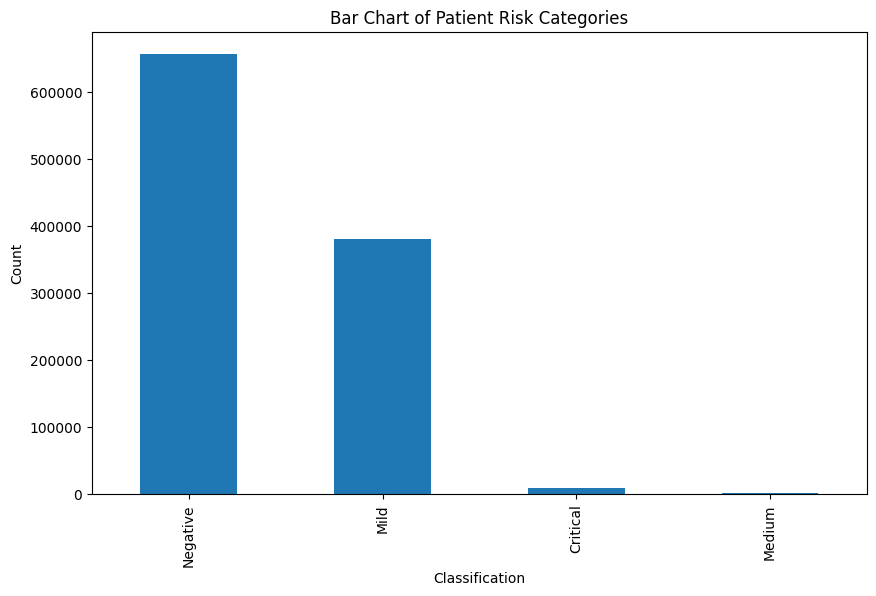 Bar Chart of Patient Risk Categories
600000
500000
400000
300000
200000
100000
0
Count
Negative
Mild
Critical
Medium
Classification